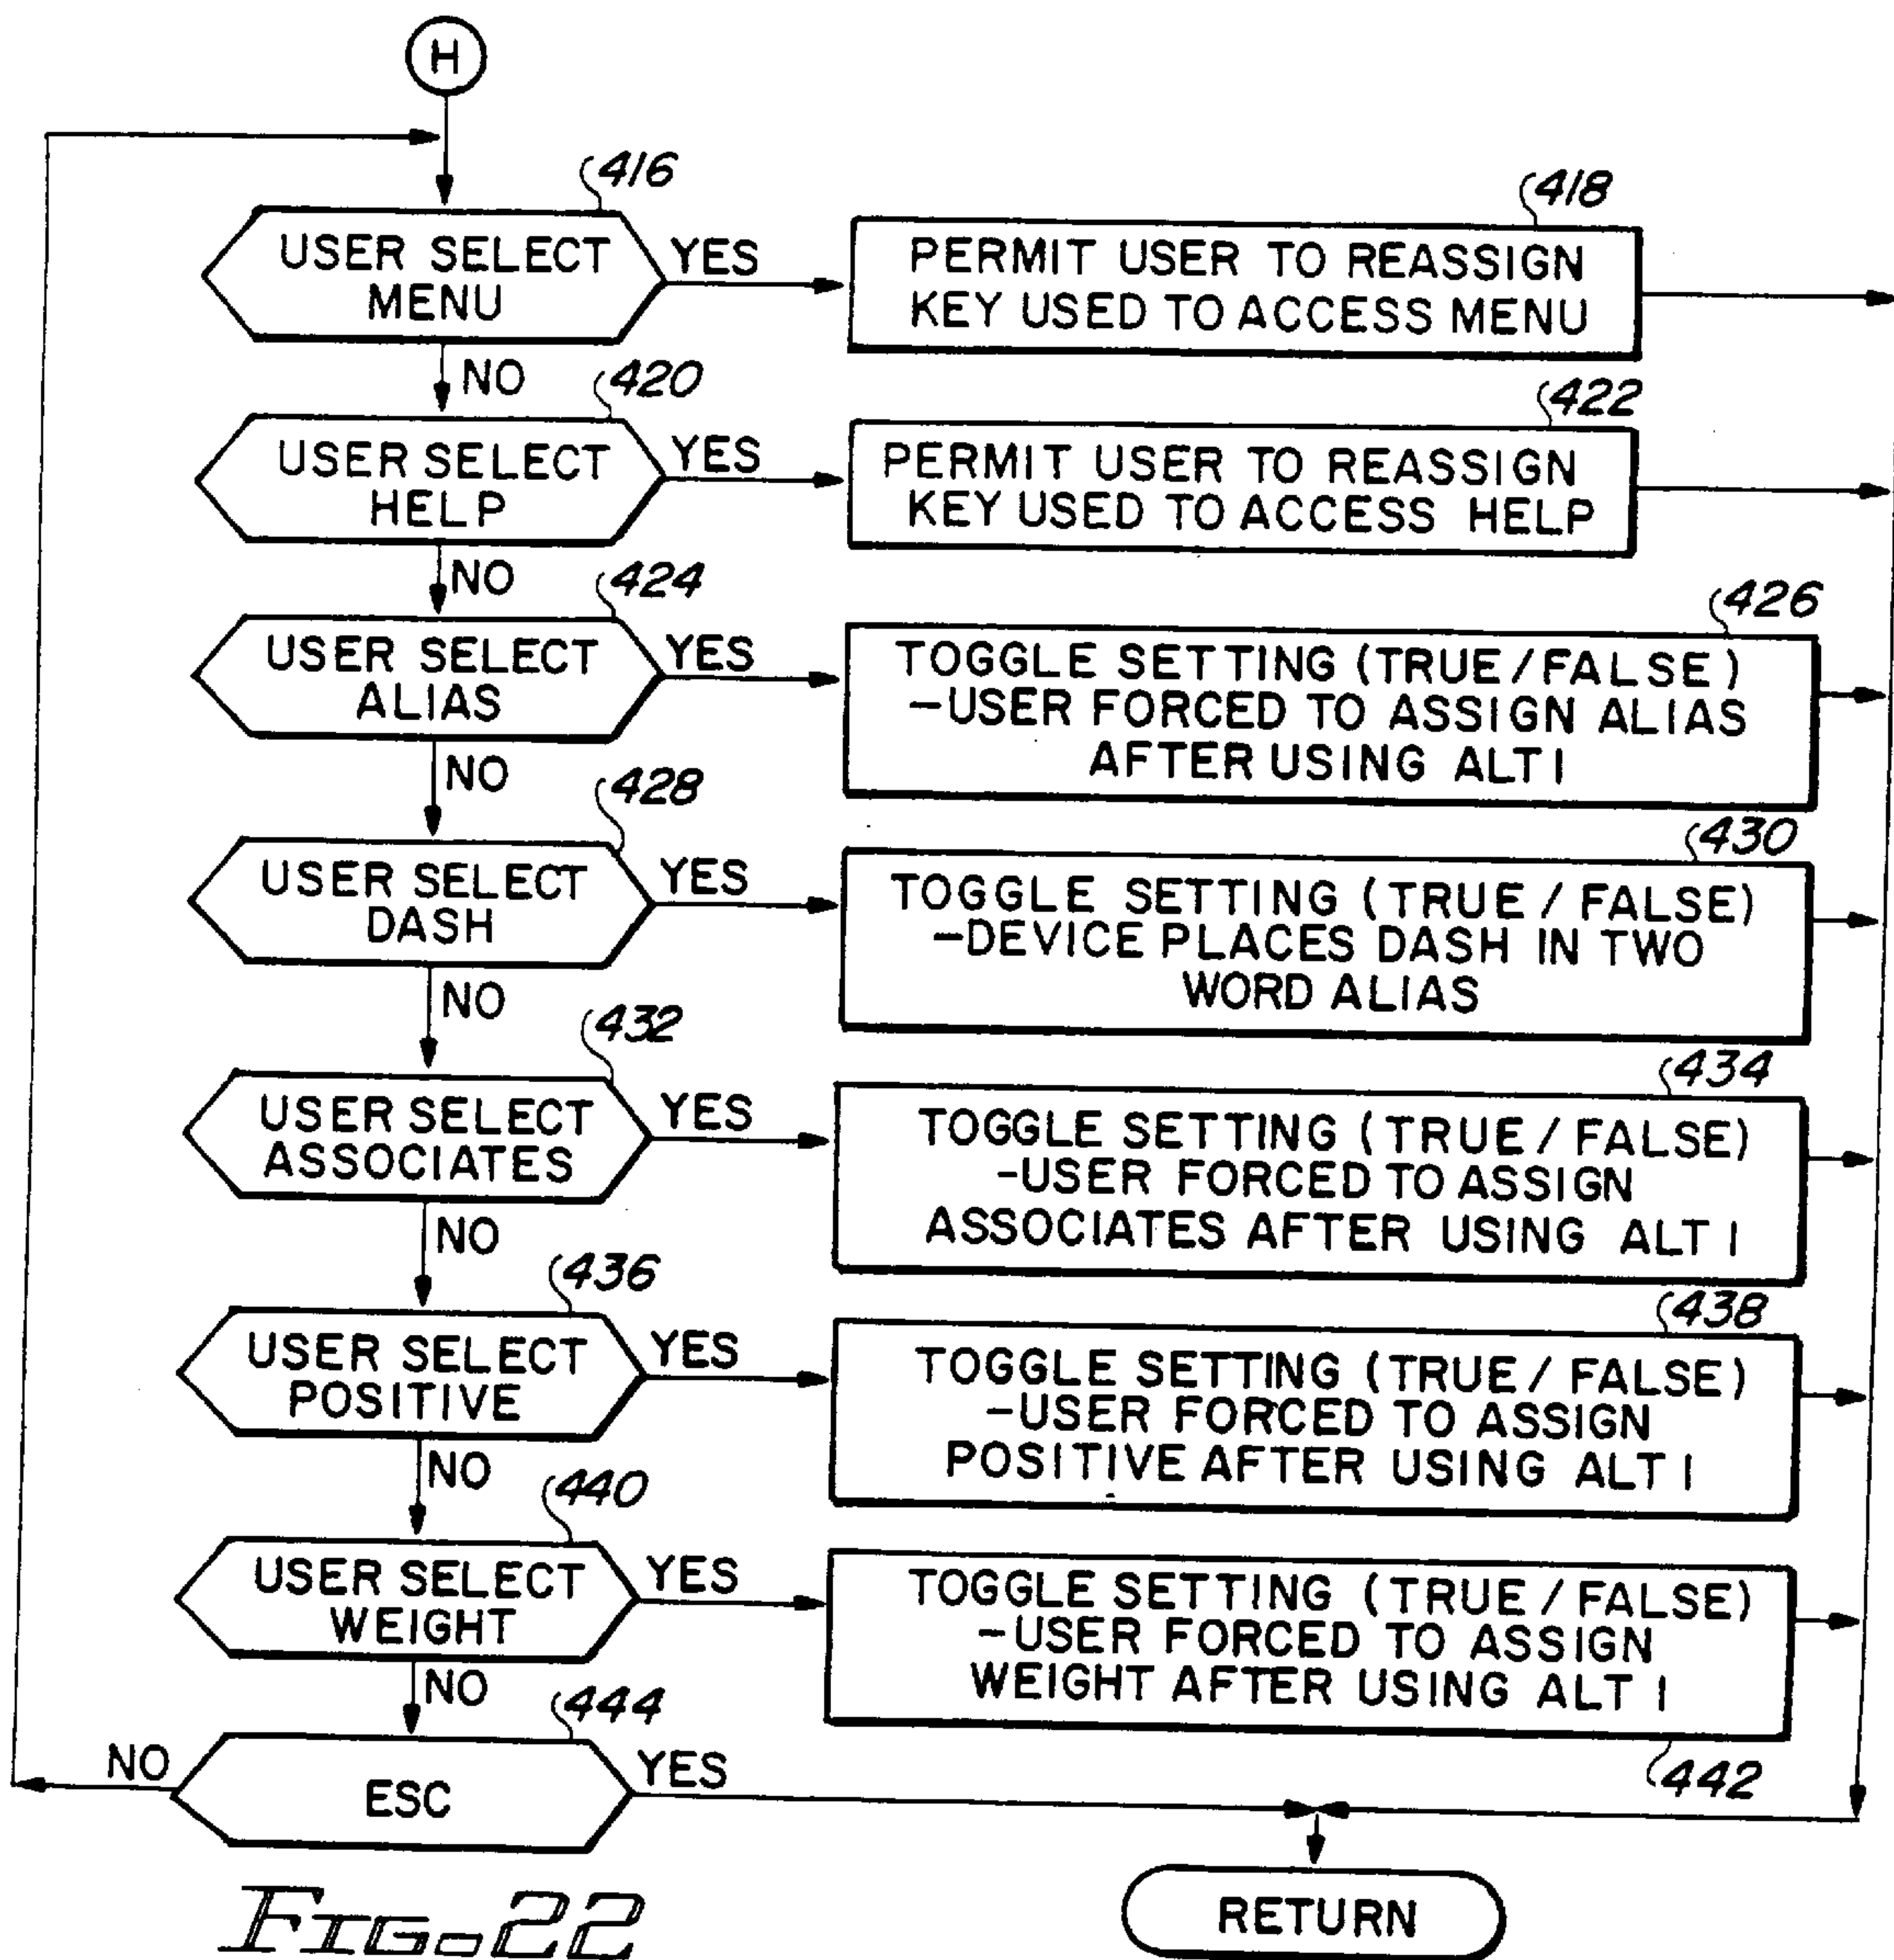 H
416
USER SELECT
MENU
YES
418
PERMIT USER TO REASSIGN
KEY USED TO ACCESS MENU
NO
420
USER SELECT
HELP
YES
422
PERMIT USER TO REASSIGN
KEY USED TO ACCESS HELP
NO
424
USER SELECT
ALIAS
YES
426
TOGGLE SETTING (TRUE/FALSE)
-USER FORCED TO ASSIGN ALIAS
AFTER USING ALT 1
NO
428
USER SELECT
DASH
YES
430
TOGGLE SETTING (TRUE / FALSE)
-DEVICE PLACES DASH IN TWO
WORD ALIAS
NO
432
USER SELECT
ASSOCIATES
YES
434
TOGGLE SETTING (TRUE / FALSE)
-USER FORCED TO ASSIGN
ASSOCIATES AFTER USING ALT 1
NO
436
USER SELECT
POSITIVE
YES
438
TOGGLE SETTING (TRUE / FALSE)
-USER FORCED TO ASSIGN
POSITIVE AFTER USING ALT 1
NO
440
USER SELECT
WEIGHT
YES
TOGGLE SETTING (TRUE / FALSE)
-USER FORCED TO ASSIGN
WEIGHT AFTER USING ALT 1
442
NO
444
NO
ESC
YES
RETURN
FIG. 22